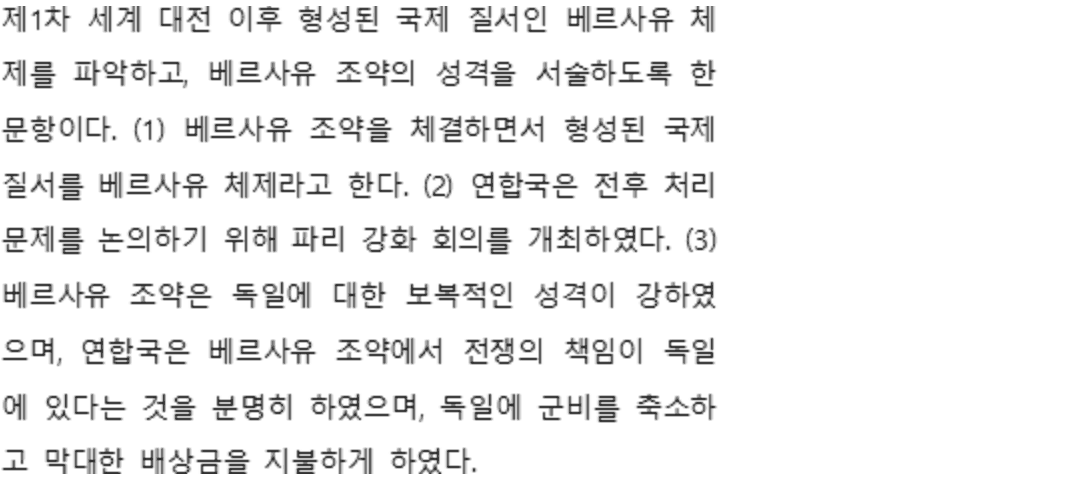 제1차 세계 대전 이후 형성된 국제 질서인 베르사유 체
제를 파악하고, 베르사유 조약의 성격을 서술하도록 한
문항이다. (1) 베르사유 조약을 체결하면서 형성된 국제
질서를 베르사유 체제라고 한다. (2) 연합국은 전후 처리
문제를 논의하기 위해 파리 강화 회의를 개최하였다. (3)
베르사유 조약은 독일에 대한 보복적인 성격이 강하였
으며, 연합국은 베르사유 조약에서 전쟁의 책임이 독일
에 있다는 것을 분명히 하였으며, 독일에 군비를 축소하
고 막대한 배상금을 지불하게 하였다.